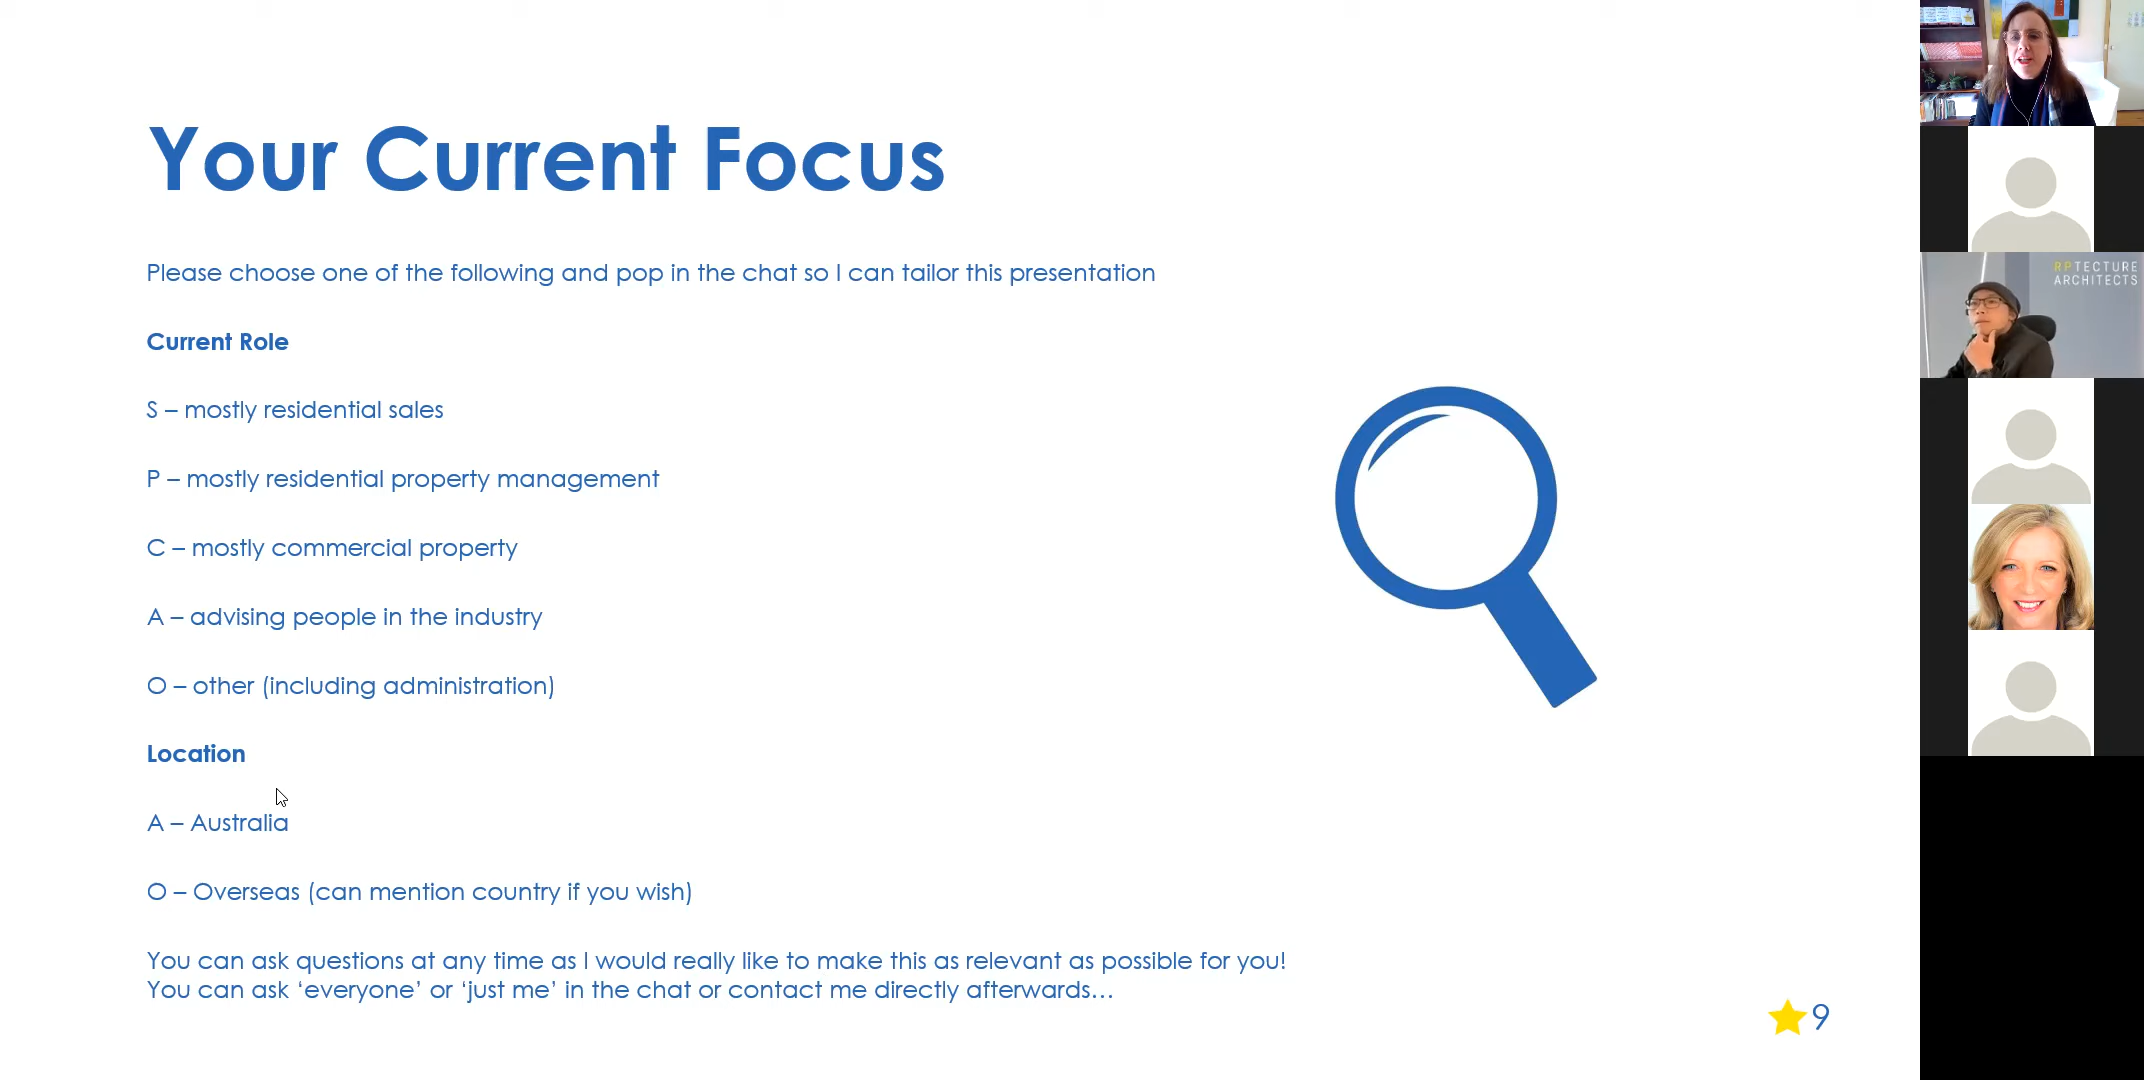 Your Current Focus
Please choose one of the following and pop in the chat so I can tailor this presentation
Current Role
S – mostly residential sales
P – mostly residential property management
C – mostly commercial property
A – advising people in the industry
O – other (including administration)
Location
A – Australia
O – Overseas (can mention country if you wish)
You can ask questions at any time as I would really like to make this as relevant as possible for you!
You can ask ‘everyone’ or ‘just me’ in the chat or contact me directly afterwards…
9
RPTECTURE
ARCHITECTS